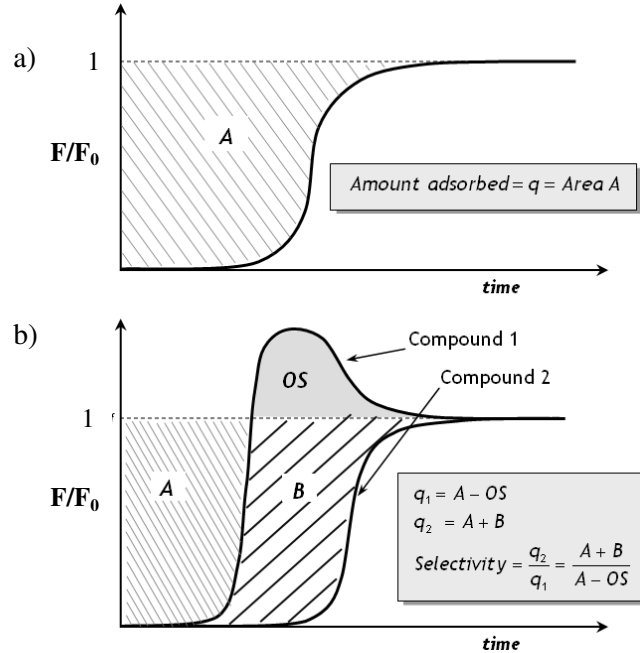 a)
1
F/F₀
A
Amount adsorbed = q = Area A
time
b)
Compound 1
OS
Compound 2
1
A
B
F/F₀
q₁ = A − OS
q₂ = A + B
Selectivity = q₂/q₁ = (A + B)/(A − OS)
time